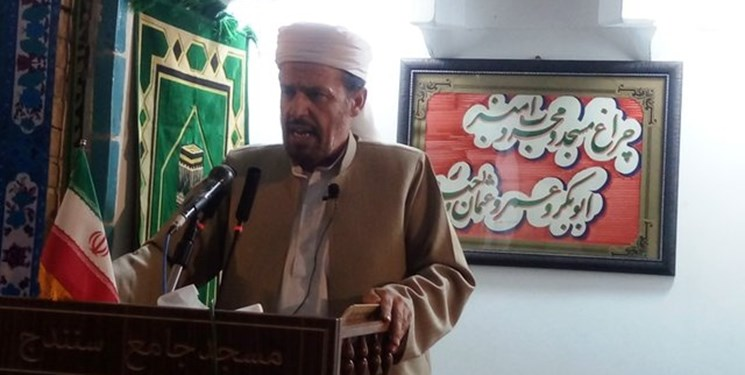 چراغ مسجد و محراب و منبر
ابوبکر و عمر و عثمان
مسجد جامع سنندج